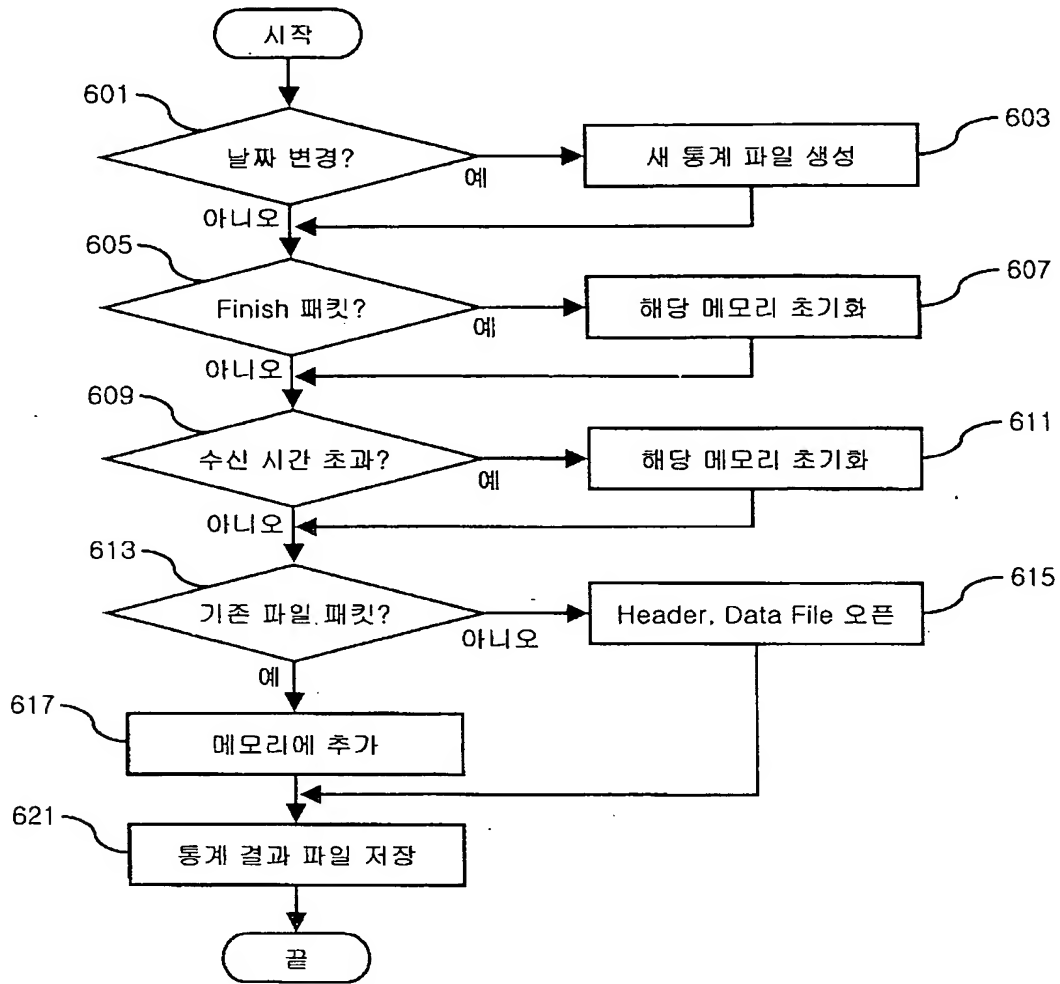 시작
601
날짜 변경?
예
603
새 통계 파일 생성
아니오
605
Finish 패킷?
예
607
해당 메모리 초기화
아니오
609
수신 시간 초과?
예
611
해당 메모리 초기화
아니오
613
기존 파일 패킷?
아니오
615
Header, Data File 오픈
예
617
메모리에 추가
621
통계 결과 파일 저장
끝